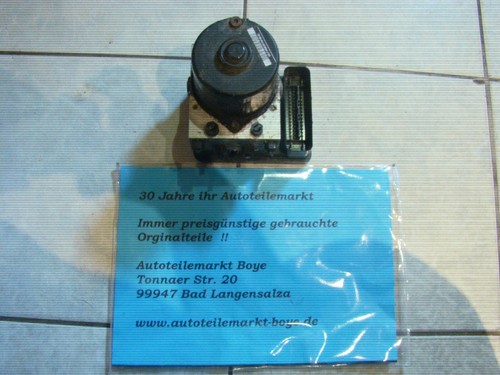 30 Jahre ihr Autoteilemarkt
Immer preisgünstige gebrauchte
Orginalteile !!
Autoteilemarkt Boye
Tonnaer Str. 20
99947 Bad Langensalza
www.autoteilemarkt-boye.de